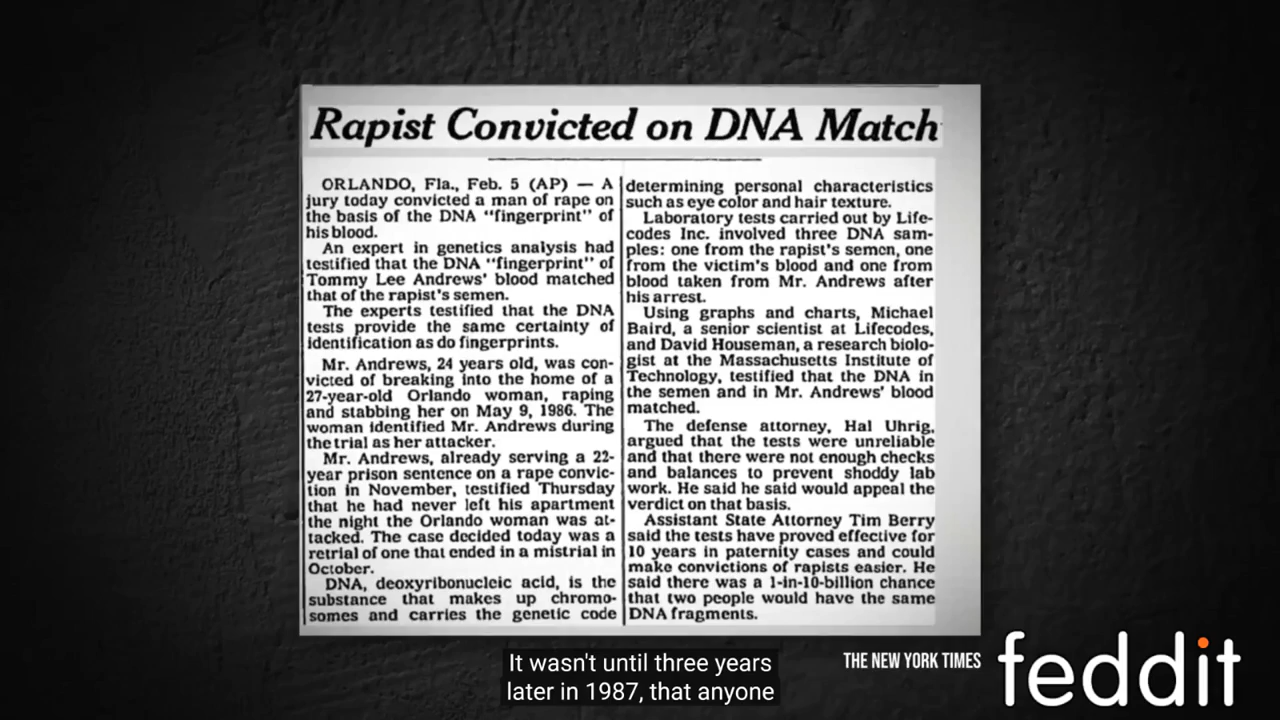 Rapist Convicted on DNA Match
ORLANDO, Fla., Feb. 5 (AP) — A
jury today convicted a man of rape on
the basis of the DNA "fingerprint" of
his blood.
An expert in genetics analysis had
testified that the DNA "fingerprint" of
Tommy Lee Andrews' blood matched
that of the rapist's semen.
The experts testified that the DNA
tests provide the same certainty of
identification as do fingerprints.
Mr. Andrews, 24 years old, was con-
victed of breaking into the home of a
27-year-old Orlando woman, raping
and stabbing her on May 9, 1986. The
woman identified Mr. Andrews during
the trial as her attacker.
Mr. Andrews, already serving a 22-
year prison sentence on a rape convic-
tion in November, testified Thursday
that he had never left his apartment
the night the Orlando woman was at-
tacked. The case decided today was a
retrial of one that ended in a mistrial in
October.
DNA, deoxyribonucleic acid, is the
substance that makes up chromo-
somes and carries the genetic code
determining personal characteristics
such as eye color and hair texture.
Laboratory tests carried out by Life-
codes Inc. involved three DNA sam-
ples: one from the rapist's semen, one
from the victim's blood and one from
blood taken from Mr. Andrews after
his arrest.
Using graphs and charts, Michael
Baird, a senior scientist at Lifecodes,
and David Houseman, a research biolo-
gist at the Massachusetts Institute of
Technology, testified that the DNA in
the semen and in Mr. Andrews' blood
matched.
The defense attorney, Hal Uhrig,
argued that the tests were unreliable
and that there were not enough checks
and balances to prevent shoddy lab
work. He said he said would appeal the
verdict on that basis.
Assistant State Attorney Tim Berry
said the tests have proved effective for
10 years in paternity cases and could
make convictions of rapists easier. He
said there was a 1-in-10-billion chance
that two people would have the same
DNA fragments.
It wasn't until three years
later in 1987, that anyone
THE NEW YORK TIMES
feddit